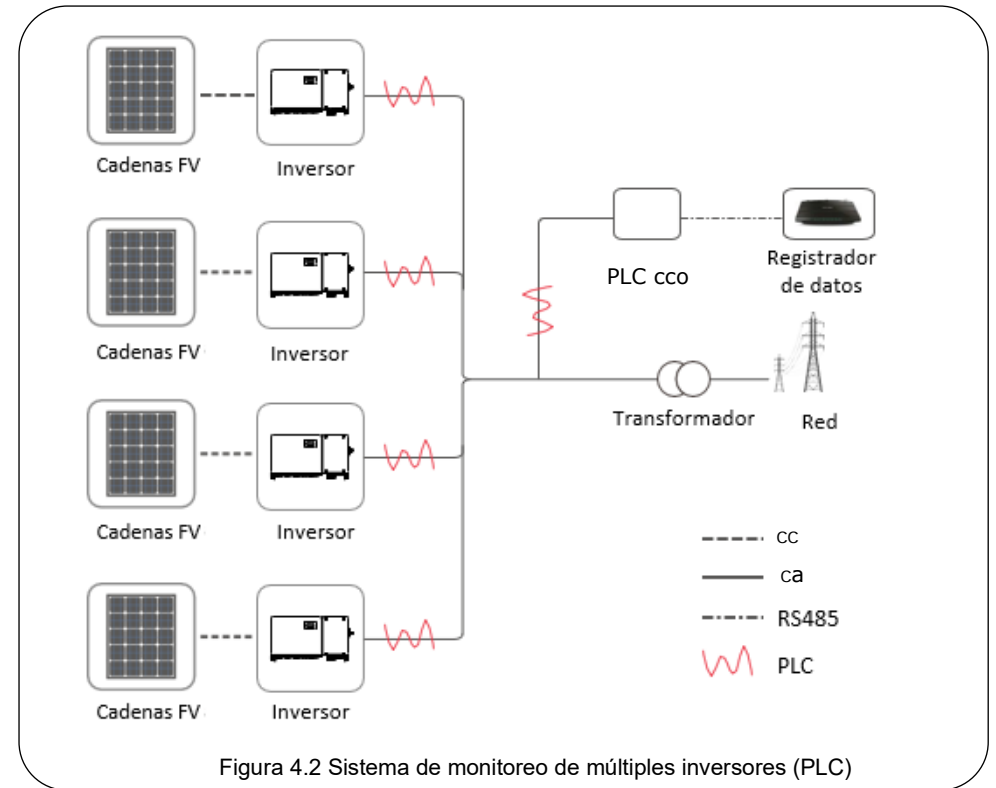 Cadenas FV
Inversor
Cadenas FV
Inversor
Cadenas FV
Inversor
Cadenas FV
Inversor
PLC cco
Registrador
de datos
Transformador
Red
cc
ca
RS485
PLC
Figura 4.2 Sistema de monitoreo de múltiples inversores (PLC)